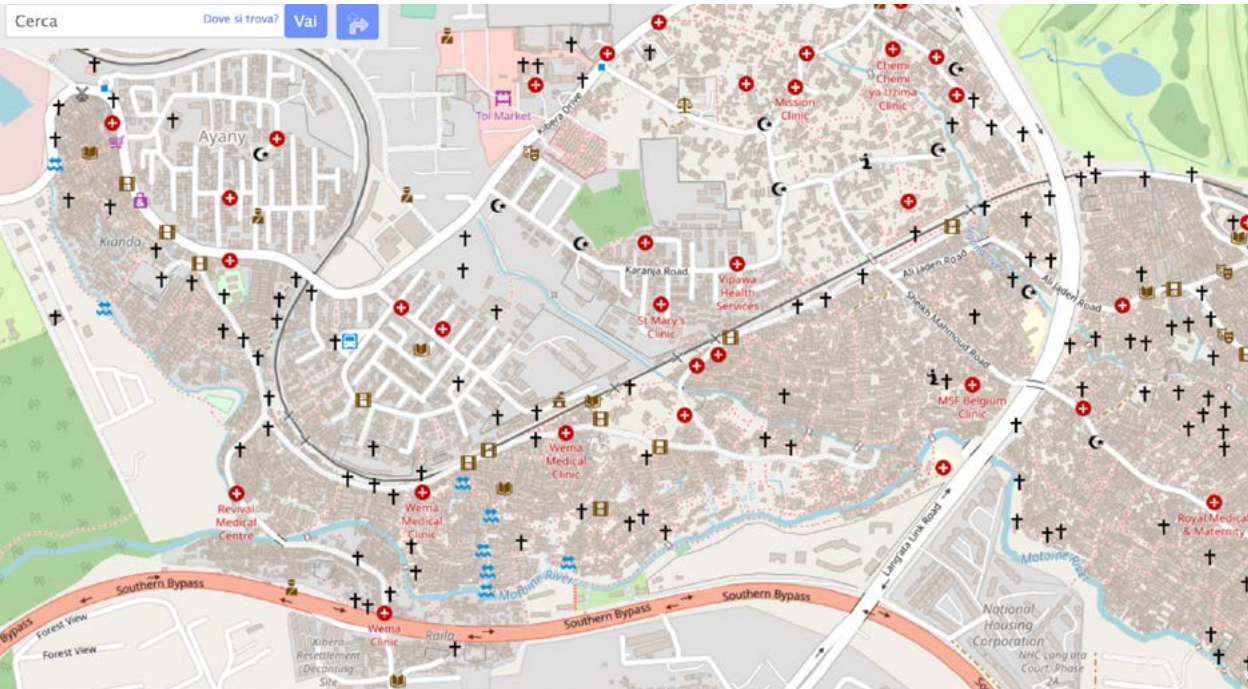 Cerca
Dove si trova?
Vai
Toi Market
Kibera Drive
Mission
Clinic
Chemi
Chemi
ya Uzima
Clinic
Ayany
Kianda
Karanja Road
Vipawa
Health
Services
St Mary's
Clinic
Ali Jaden Road
Ali Jaden Road
Sheikh Mahmoud Road
MSF Belgium
Clinic
Wema
Medical
Clinic
Wema
Medical
Clinic
Revival
Medical
Centre
Royal Medica
& Maternity
Lang'ata Link Road
Motoine River
Motoine River
Southern Bypass
Southern Bypass
Southern Bypass
Bypass
Forest View
Forest View
Wema
Clinic
Raila
Kibera
Resettlement
Decanting
Site
National
Housing
Corporation
NHC Lang'ata
Court, Phase
2A